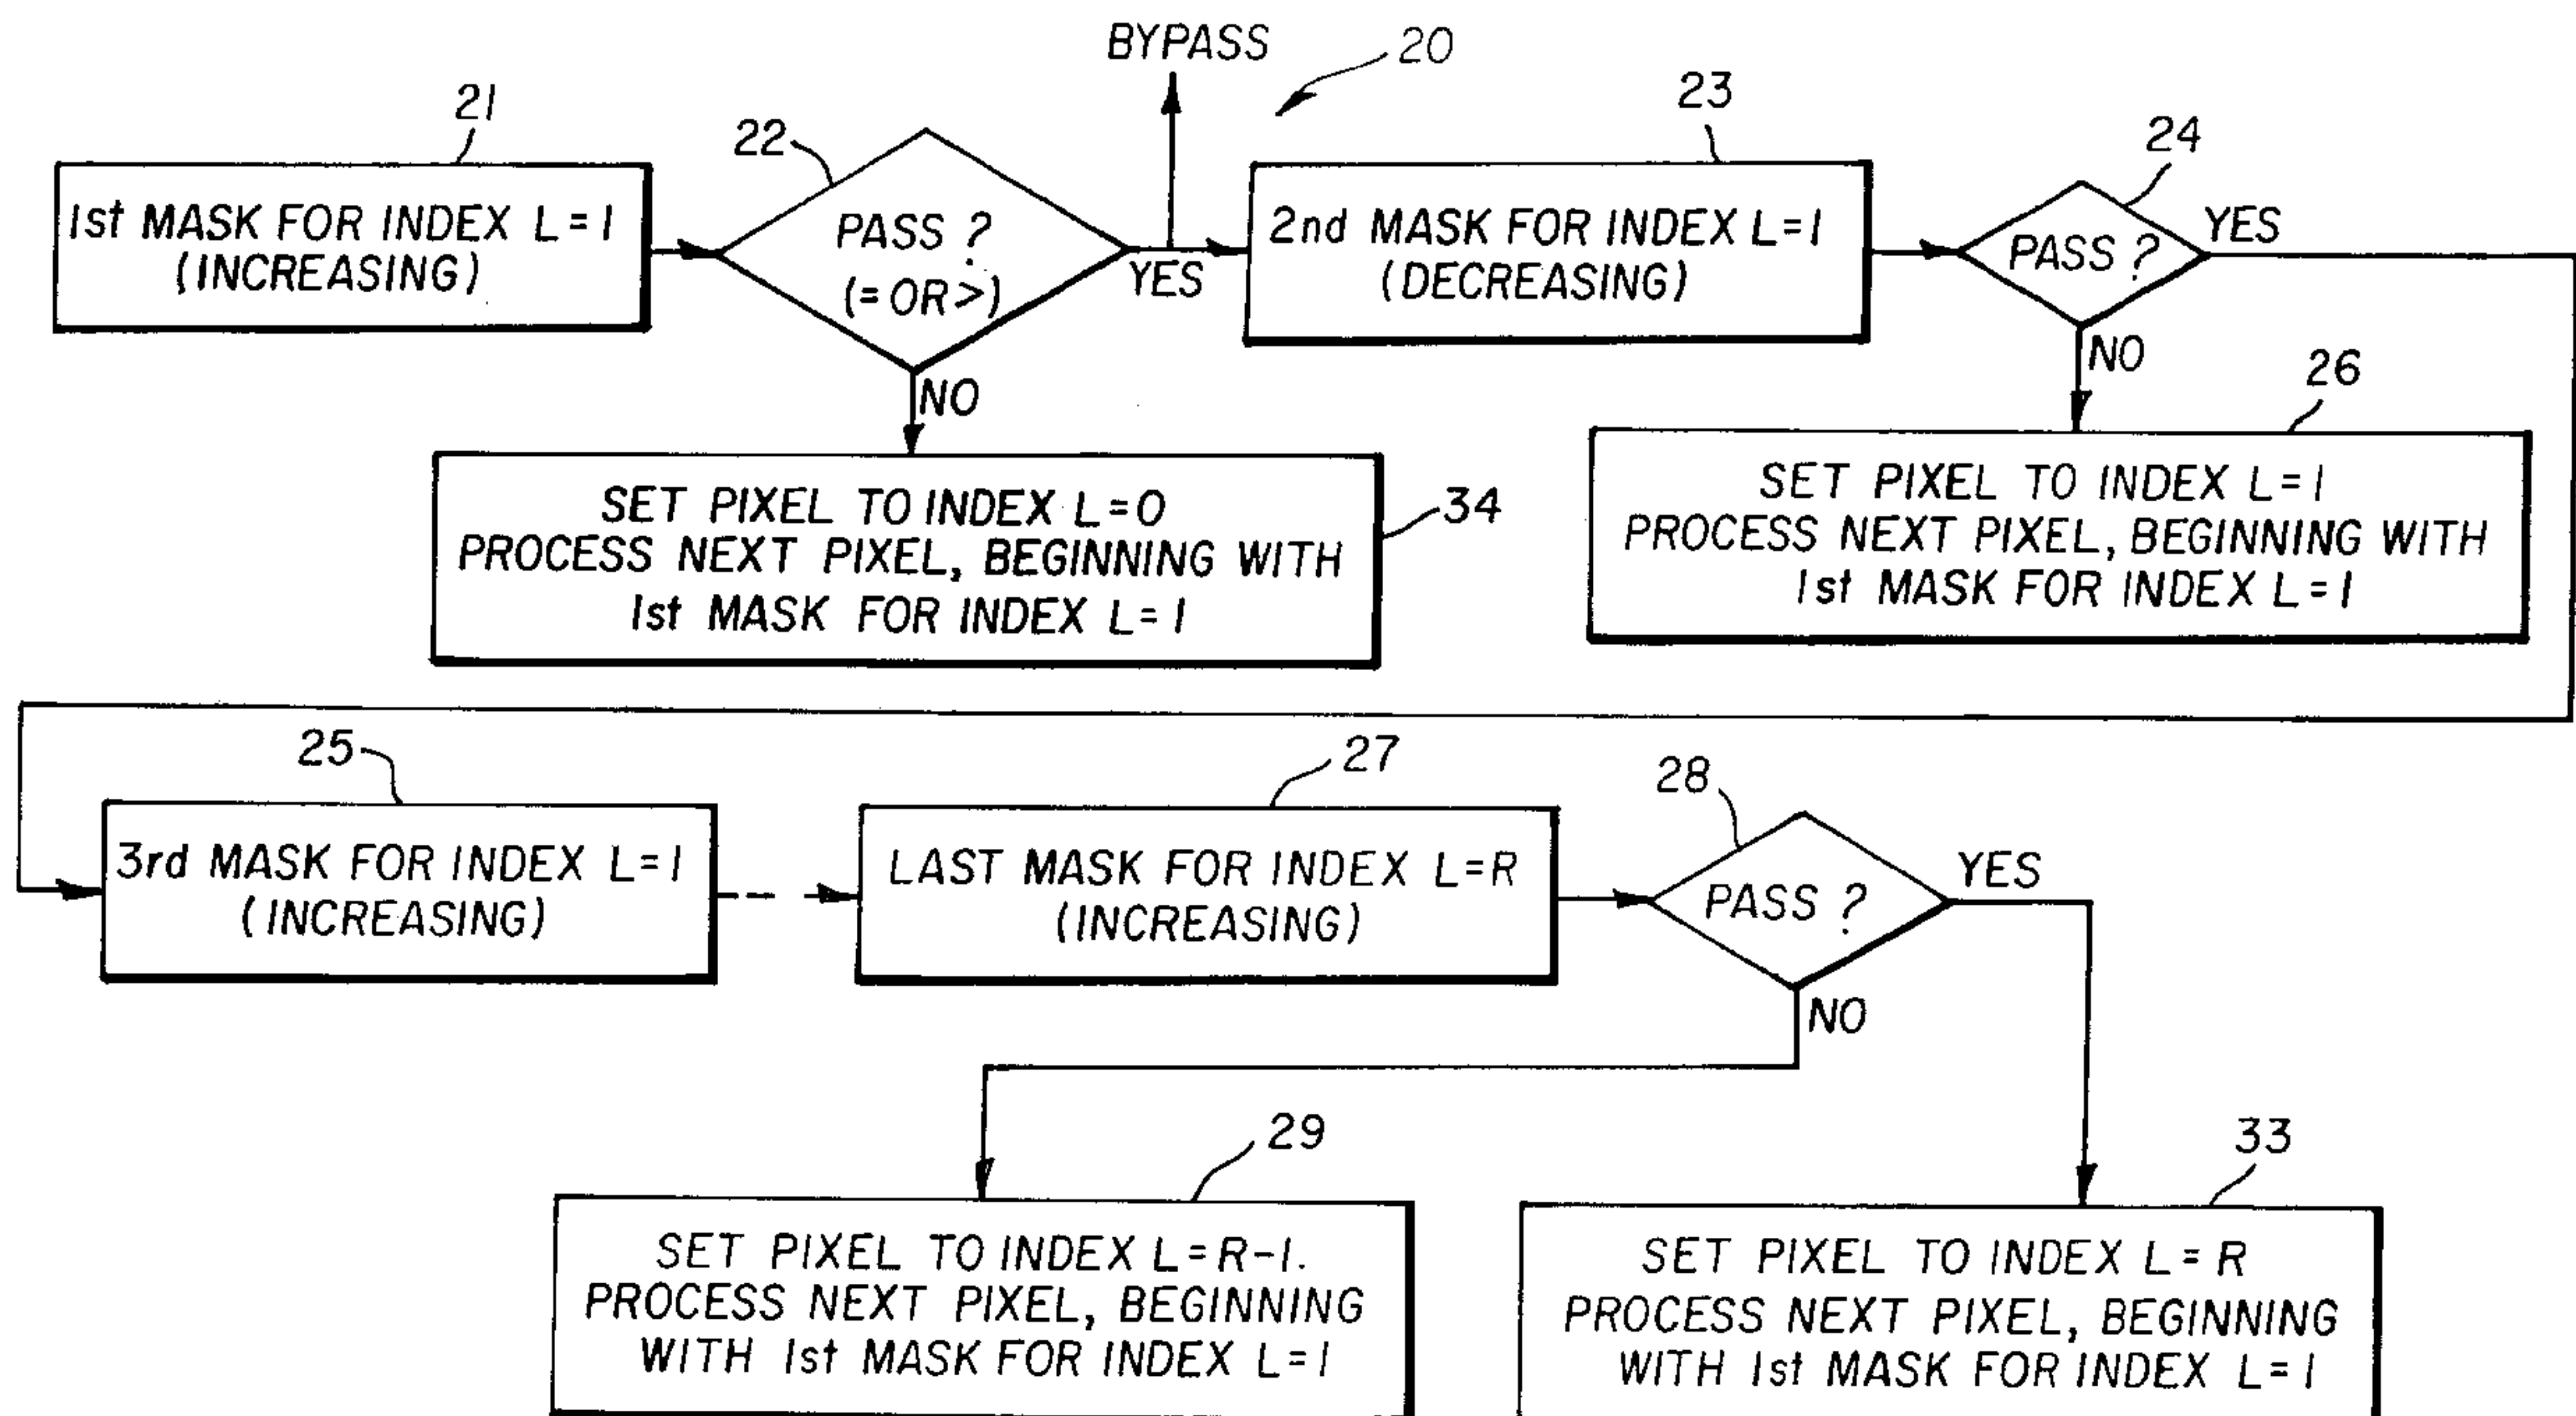 BYPASS
20
21
22
23
24
1st MASK FOR INDEX L=1
(INCREASING)
PASS ?
(= OR >)
YES
2nd MASK FOR INDEX L=1
(DECREASING)
PASS ?
YES
NO
NO
26
SET PIXEL TO INDEX L=0
PROCESS NEXT PIXEL, BEGINNING WITH
1st MASK FOR INDEX L=1
34
SET PIXEL TO INDEX L=1
PROCESS NEXT PIXEL, BEGINNING WITH
1st MASK FOR INDEX L=1
25
27
28
3rd MASK FOR INDEX L=1
(INCREASING)
LAST MASK FOR INDEX L=R
(INCREASING)
PASS ?
YES
NO
29
33
SET PIXEL TO INDEX L=R-1.
PROCESS NEXT PIXEL, BEGINNING
WITH 1st MASK FOR INDEX L=1
SET PIXEL TO INDEX L=R
PROCESS NEXT PIXEL, BEGINNING
WITH 1st MASK FOR INDEX L=1